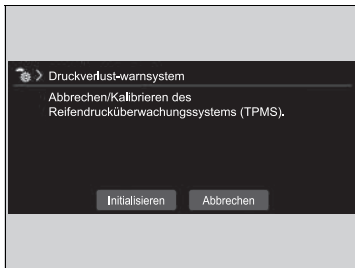 Druckverlust-warnsystem
Abbrechen/Kalibrieren des
Reifendrucküberwachungssystems (TPMS).
Initialisieren Abbrechen